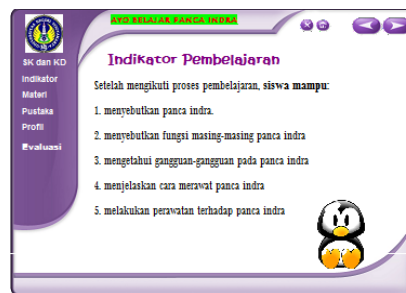 AYO BELAJAR PANCA INDRA
SK dan KD
Indikator
Materi
Pustaka
Profil
Evaluasi
Indikator Pembelajaran
Setelah mengikuti proses pembelajaran, siswa mampu:
1. menyebutkan panca indra.
2. menyebutkan fungsi masing-masing panca indra
3. mengetahui gangguan-gangguan pada panca indra
4. menjelaskan cara merawat panca indra
5. melakukan perawatan terhadap panca indra